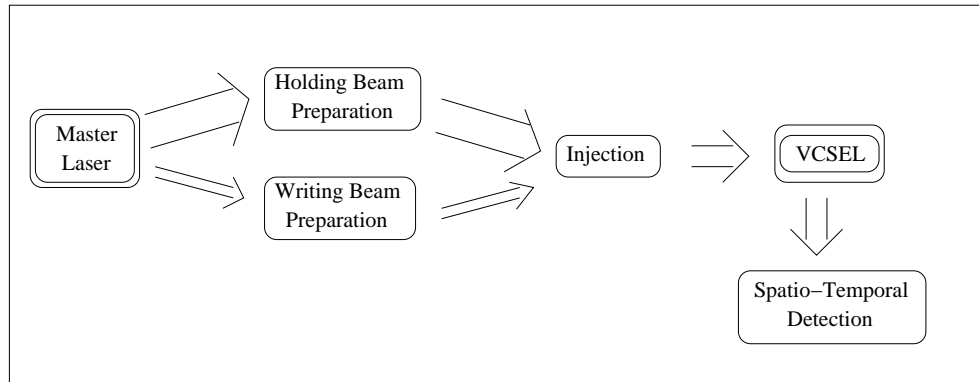 Master
Laser
Holding Beam
Preparation
Writing Beam
Preparation
Injection
VCSEL
Spatio−Temporal
Detection